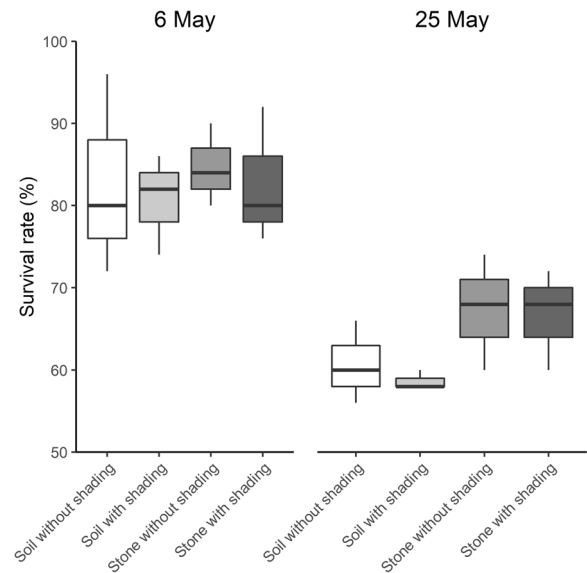 6 May
25 May
Survival rate (%)
100
90
80
70
60
50
Soil without shading
Soil with shading
Stone without shading
Stone with shading
Soil without shading
Soil with shading
Stone without shading
Stone with shading